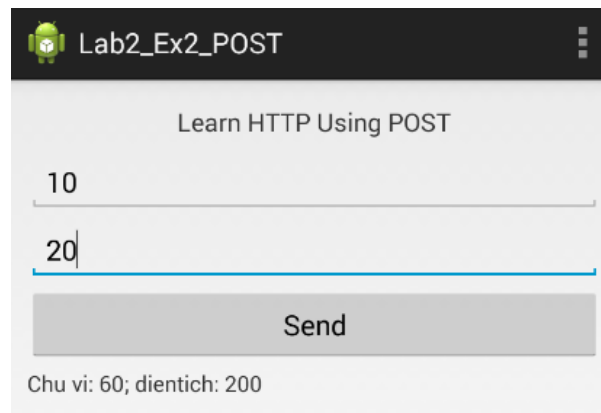 Lab2_Ex2_POST
Learn HTTP Using POST
10
20
Send
Chu vi: 60; dientich: 200